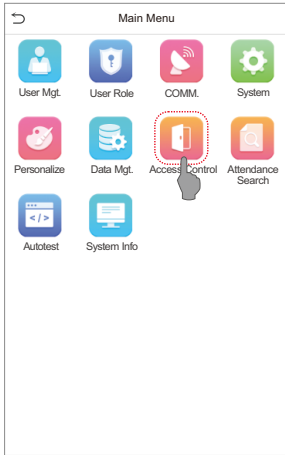 Main Menu
User Mgt.
User Role
COMM.
System
Personalize
Data Mgt.
Access Control
Attendance
Search
</>
Autotest
System Info